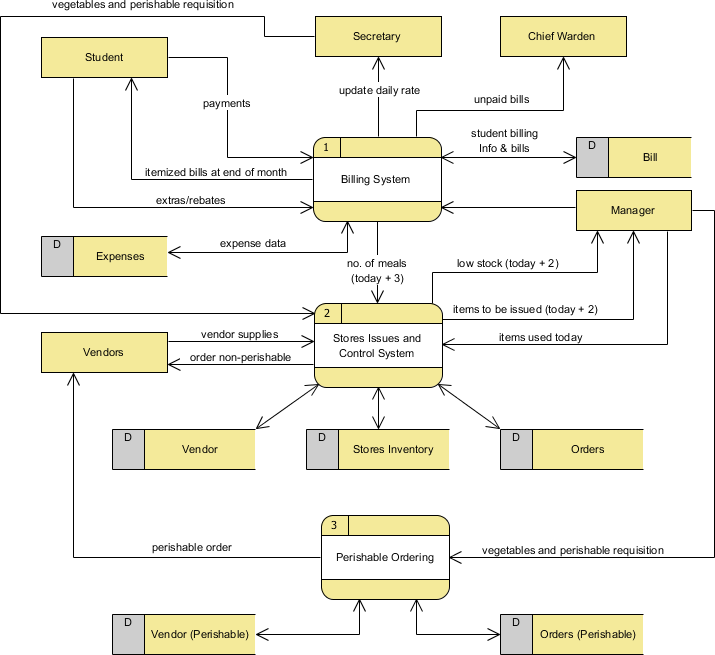 vegetables and perishable requisition
Secretary
Chief Warden
Student
update daily rate
payments
unpaid bills
student billing
Info & bills
D
Bill
1
Billing System
itemized bills at end of month
extras/rebates
Manager
D
Expenses
expense data
no. of meals
(today + 3)
low stock (today + 2)
2
Stores Issues and
Control System
items to be issued (today + 2)
items used today
Vendors
vendor supplies
order non-perishable
D
Vendor
D
Stores Inventory
D
Orders
3
Perishable Ordering
perishable order
vegetables and perishable requisition
D
Vendor (Perishable)
D
Orders (Perishable)